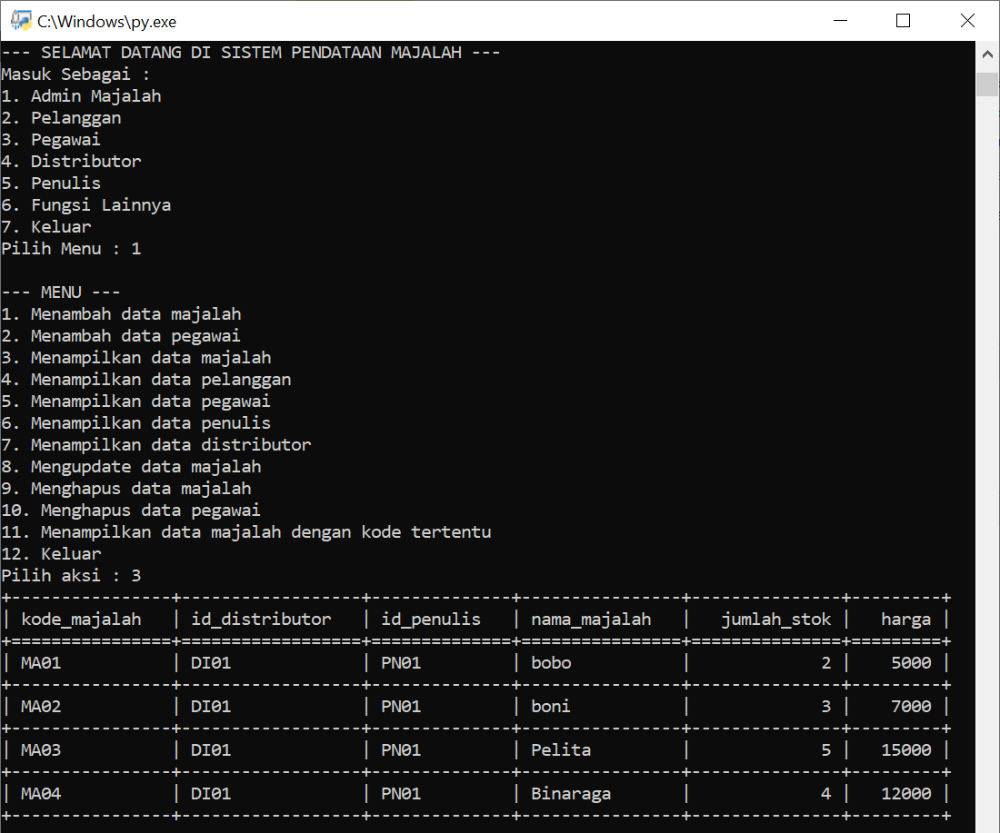 C:\Windows\py.exe
--- SELAMAT DATANG DI SISTEM PENDATAAN MAJALAH ---
Masuk Sebagai :
1. Admin Majalah
2. Pelanggan
3. Pegawai
4. Distributor
5. Penulis
6. Fungsi Lainnya
7. Keluar
Pilih Menu : 1

--- MENU ---
1. Menambah data majalah
2. Menambah data pegawai
3. Menampilkan data majalah
4. Menampilkan data pelanggan
5. Menampilkan data pegawai
6. Menampilkan data penulis
7. Menampilkan data distributor
8. Mengupdate data majalah
9. Menghapus data majalah
10. Menghapus data pegawai
11. Menampilkan data majalah dengan kode tertentu
12. Keluar
Pilih aksi : 3
+----------------+------------------+--------------+----------------+---------------+---------+
| kode_majalah   | id_distributor   | id_penulis   | nama_majalah   |   jumlah_stok |   harga |
+================+==================+==============+================+===============+=========+
| MA01           | DI01             | PN01         | bobo           |             2 |    5000 |
+----------------+------------------+--------------+----------------+---------------+---------+
| MA02           | DI01             | PN01         | boni           |             3 |    7000 |
+----------------+------------------+--------------+----------------+---------------+---------+
| MA03           | DI01             | PN01         | Pelita         |             5 |   15000 |
+----------------+------------------+--------------+----------------+---------------+---------+
| MA04           | DI01             | PN01         | Binaraga       |             4 |   12000 |
+----------------+------------------+--------------+----------------+---------------+---------+